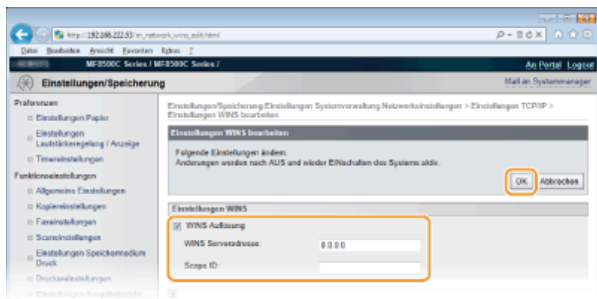 http://192.168.222.53/m_network_wins_edit.html
Datei Bearbeiten Ansicht Favoriten Extras ?
MF8500C Series / MF8500C Series /
An Portal Logout
Einstellungen/Speicherung
Mail an Systemmanager
Präferenzen
Einstellungen Papier
Einstellungen
Lautstärkeregelung / Anzeige
Timereinstellungen
Funktionseinstellungen
Allgemeine Einstellungen
Kopiereinstellungen
Faxeinstellungen
Scaneinstellungen
Einstellungen Speichermedium
Druck
Druckereinstellungen
Einstellungen/Speicherung:Einstellungen Systemverwaltung:Netzwerkeinstellungen > Einstellungen TCP/IP >
Einstellungen WINS bearbeiten
Einstellungen WINS bearbeiten
Folgende Einstellungen ändern.
Änderungen werden nach AUS und wieder EINschalten des Systems aktiv.
OK Abbrechen
Einstellungen WINS
WINS Auflösung
WINS Serveradresse: 0.0.0.0
Scope ID: